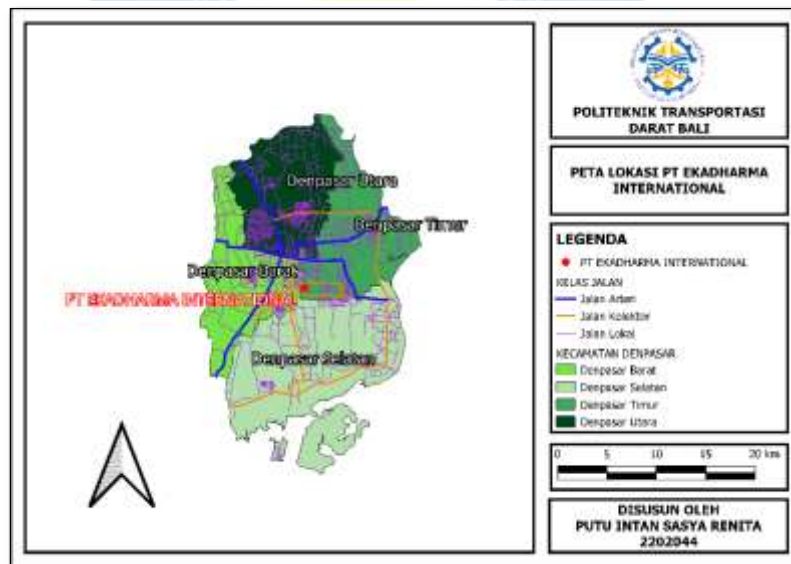 POLITEKNIK TRANSPORTASI
DARAT BALI
PETA LOKASI PT EKADHARMA
INTERNATIONAL
LEGENDA
PT EKADHARMA INTERNATIONAL
KELAS JALAN
Jalan Arteri
Jalan Kolektor
Jalan Lokal
KECAMATAN DENPASAR
Denpasar Barat
Denpasar Selatan
Denpasar Timur
Denpasar Utara
0 5 10 15 20 km
DISUSUN OLEH
PUTU INTAN SASYA RENITA
2202044
Denpasar Utara
Denpasar Timur
Denpasar Barat
PT EKADHARMA INTERNATIONAL
Denpasar Selatan